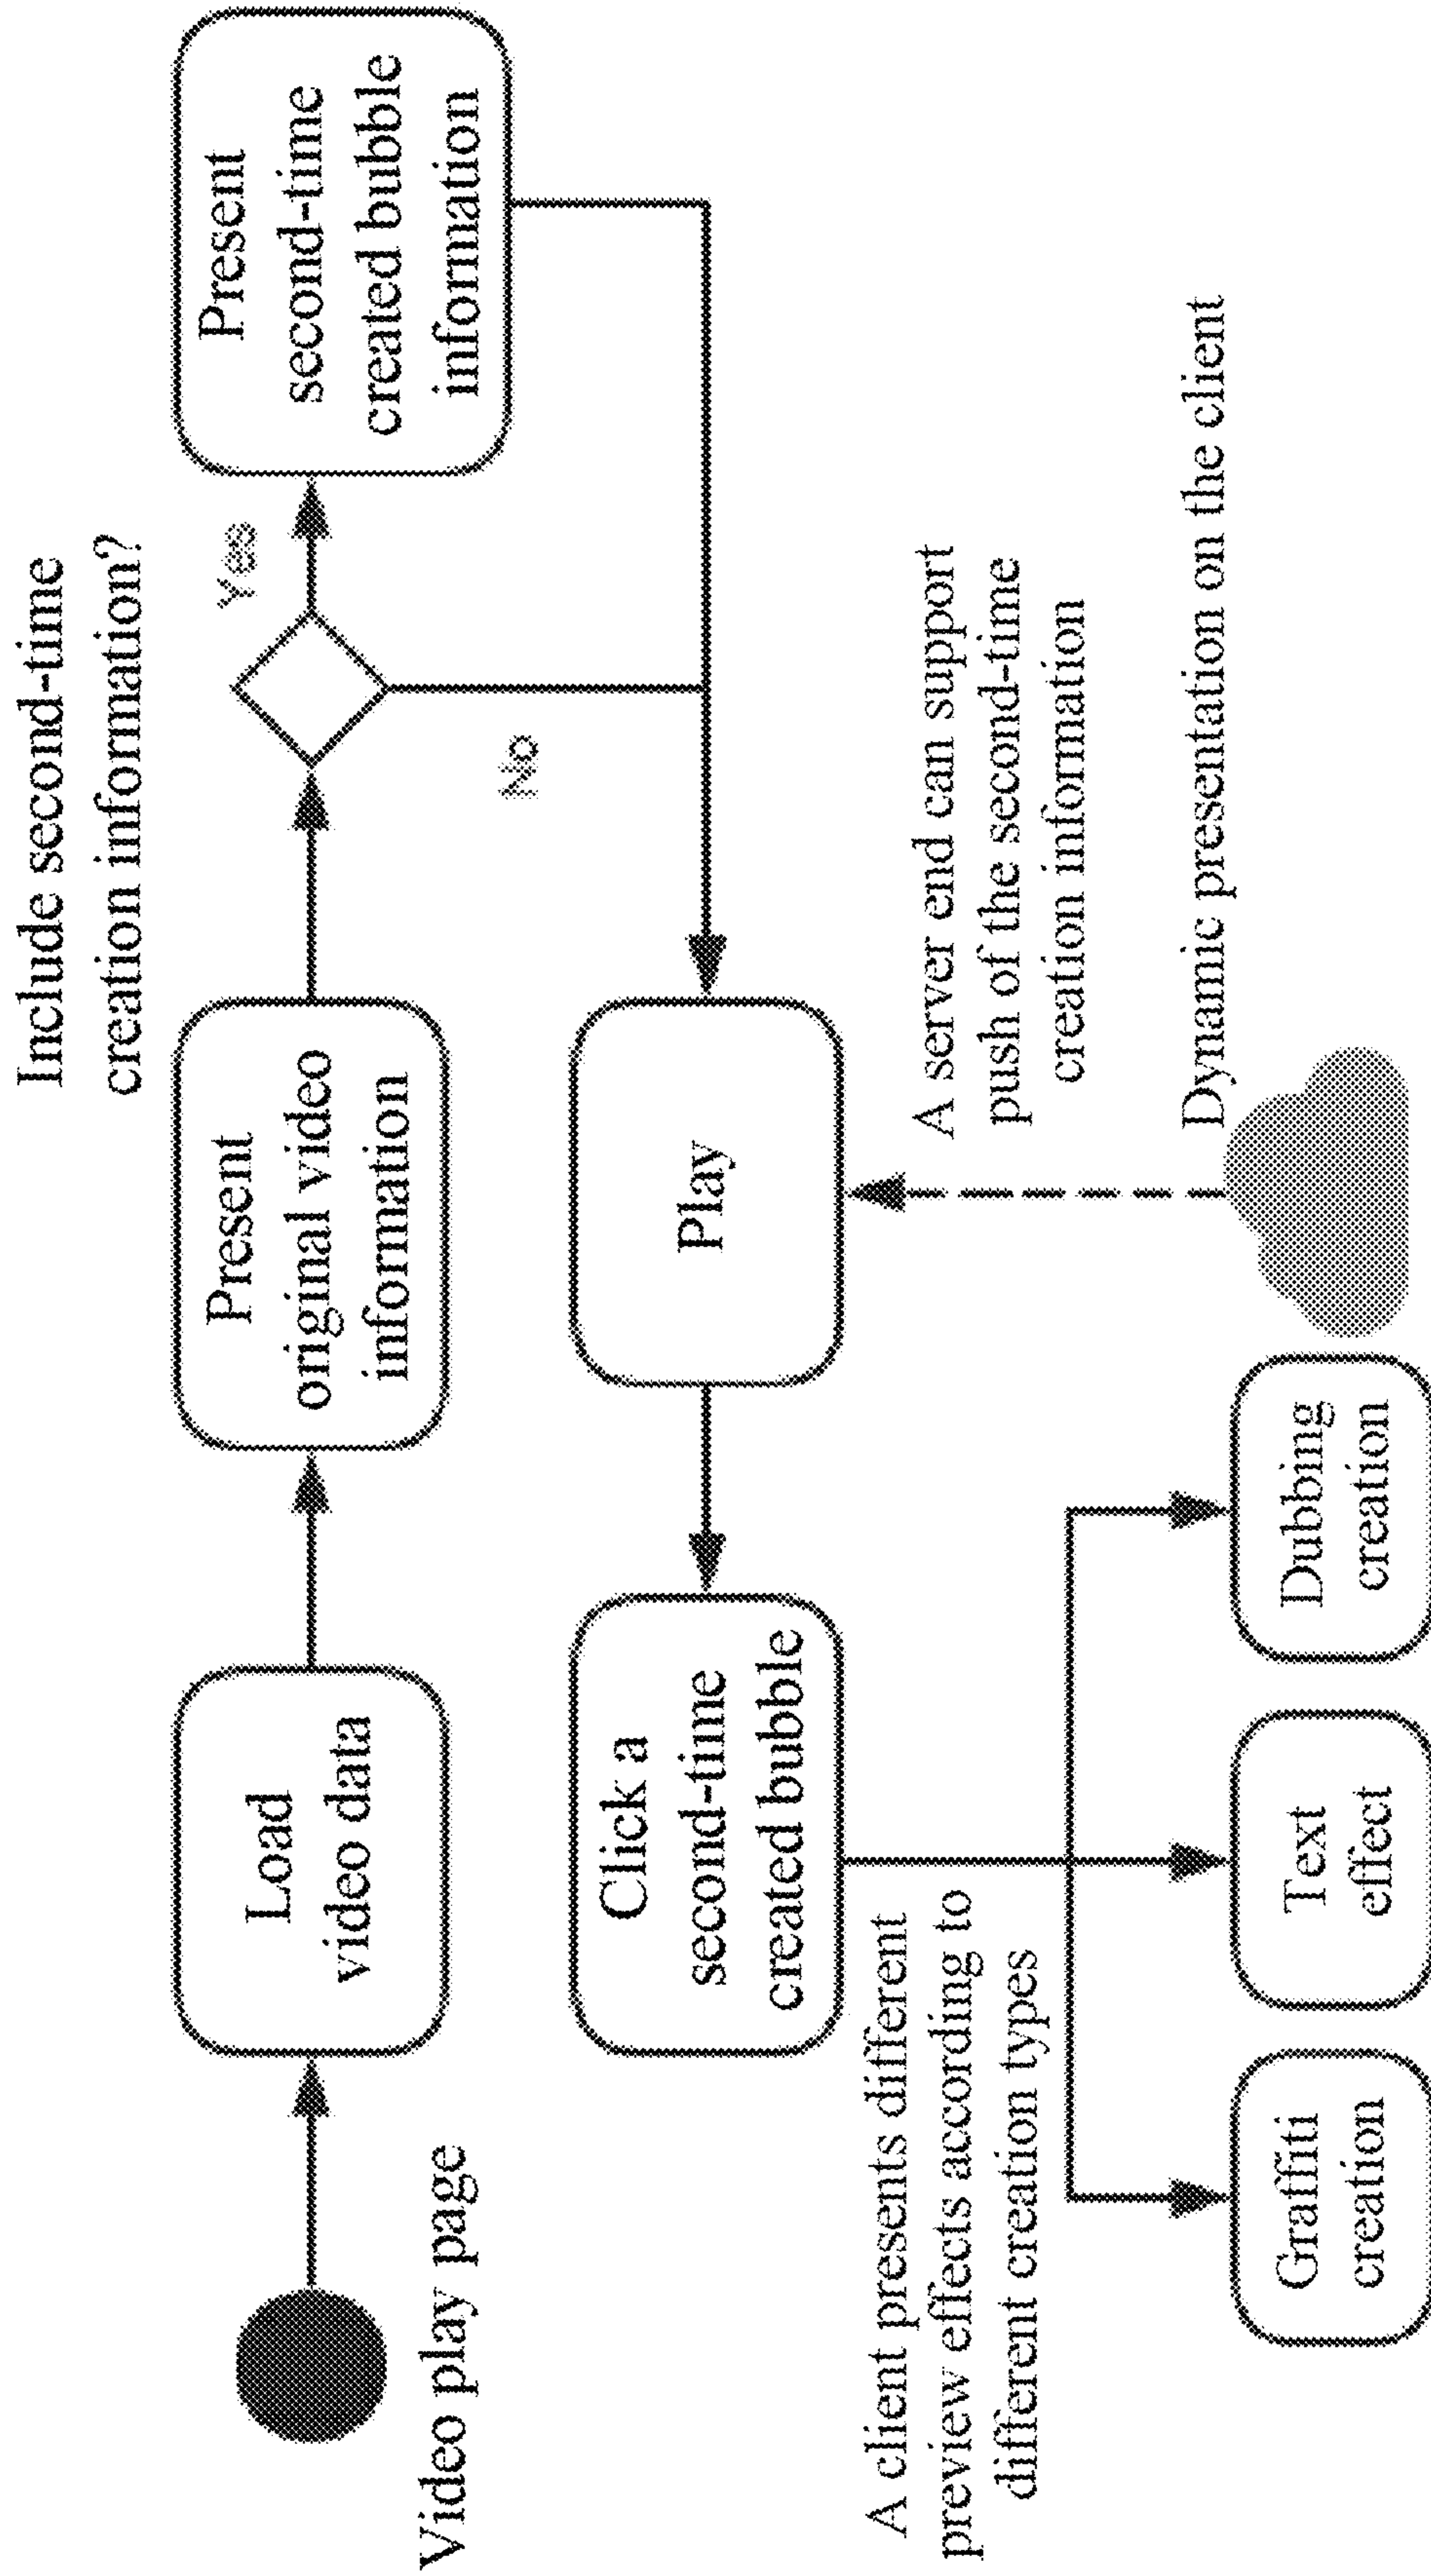 Include second-time
creation information?
Video play page
Load
video data
Present
original video
information
Yes
No
Present
second-time
created bubble
information
Click a
second-time
created bubble
Play
A client presents different
preview effects according to
different creation types
A server end can support
push of the second-time
creation information
Dynamic presentation on the client
Graffiti
creation
Text
effect
Dubbing
creation